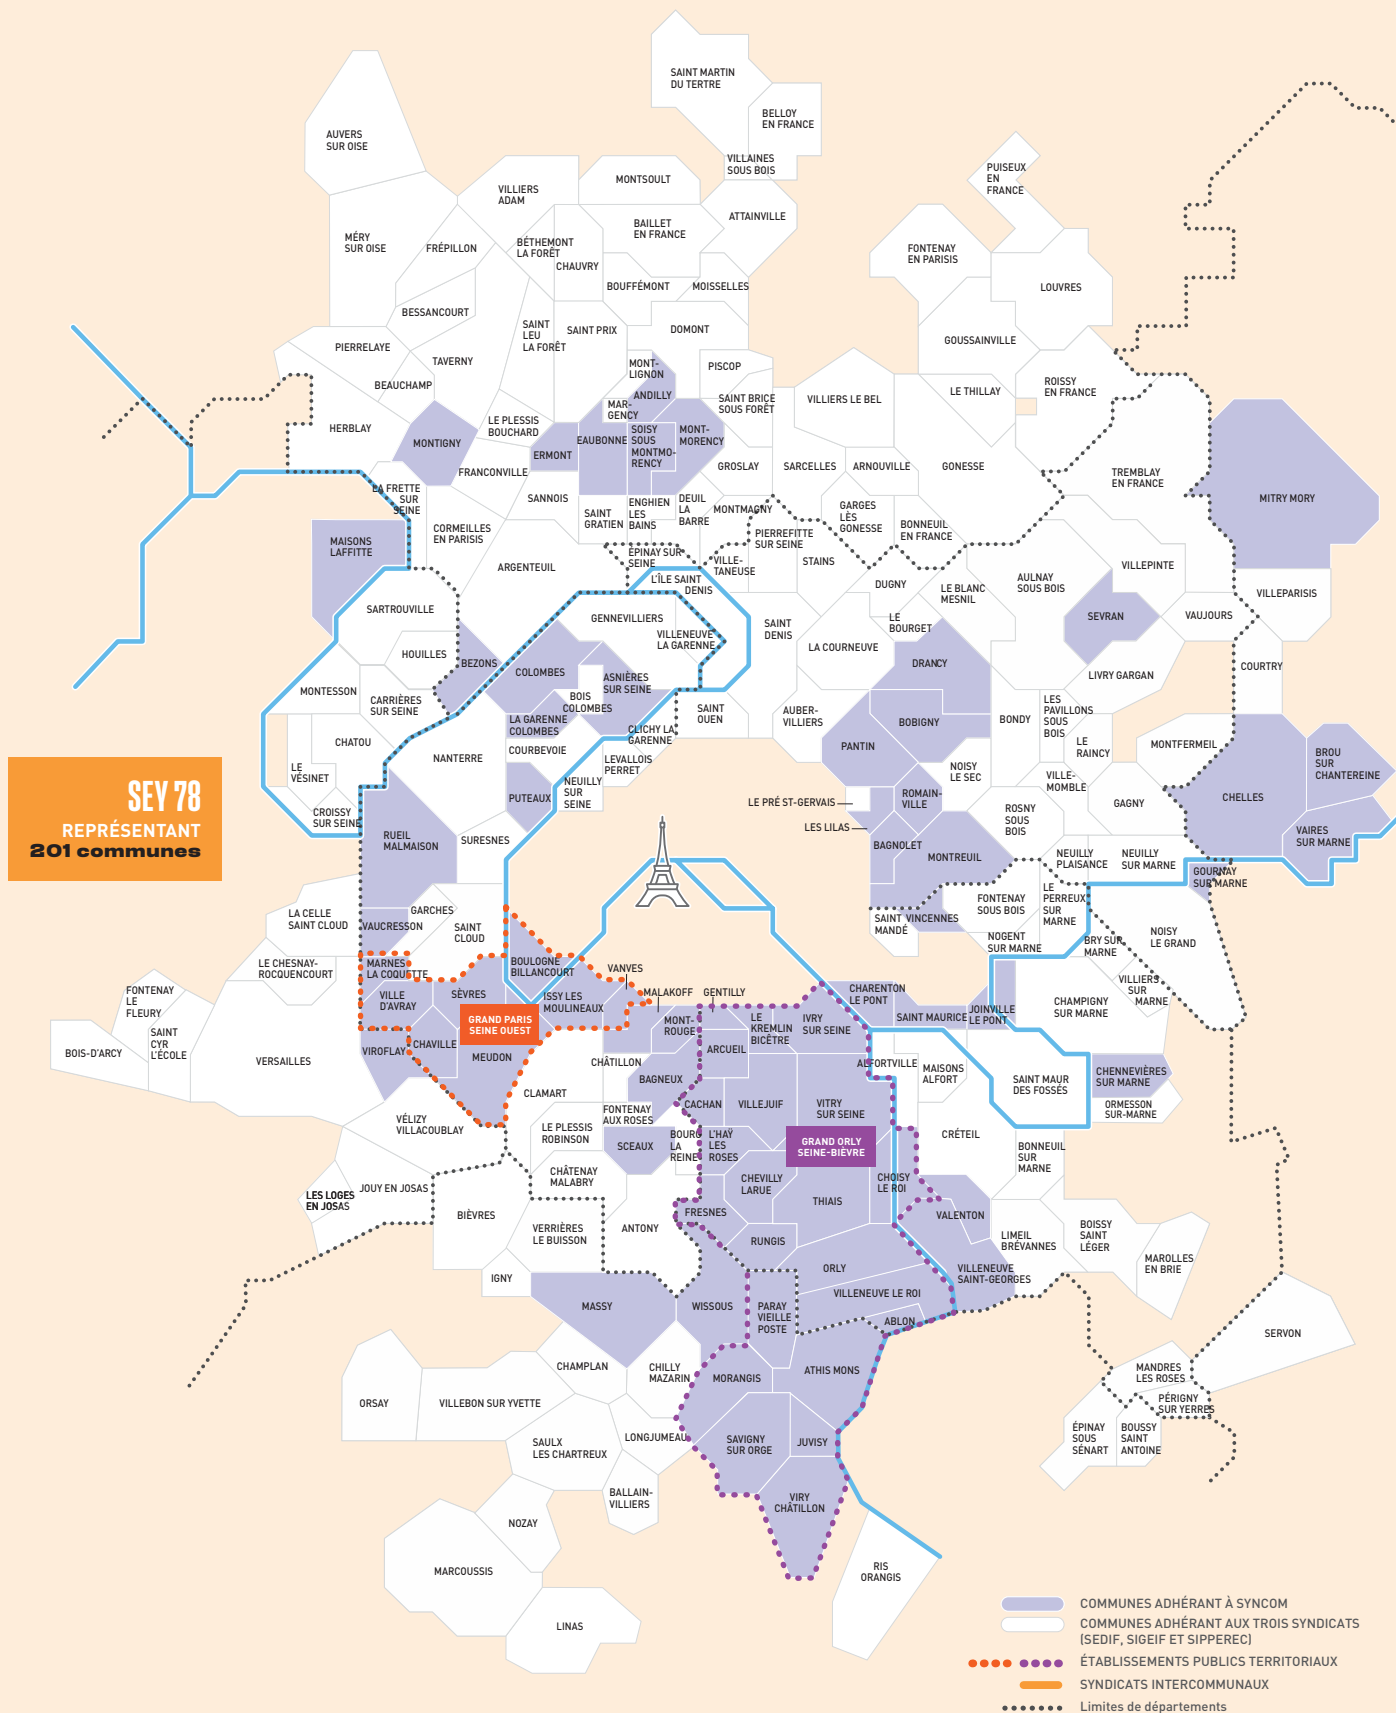 SAINT MARTIN
DU TERTRE
BELLOY
EN FRANCE
AUVERS
SUR OISE
VILLAINES
SOUS BOIS
PUISEUX
EN
FRANCE
MONTSOULT
VILLIERS
ADAM
ATTAINVILLE
BAILLET
EN FRANCE
MÉRY
SUR OISE
FRÉPILLON
BÉTHEMONT
LA FORÊT
CHAUVRY
FONTENAY
EN PARISIS
BOUFFÉMONT
MOISSELLES
LOUVRES
BESSANCOURT
SAINT
LEU
LA FORÊT
SAINT PRIX
DOMONT
GOUSSAINVILLE
PIERRELAYE
TAVERNY
MONT-
LIGNON
PISCOP
BEAUCHAMP
ANDILLY
SAINT BRICE
SOUS FORÊT
VILLIERS LE BEL
LE THILLAY
ROISSY
EN FRANCE
MAR-
GENCY
HERBLAY
LE PLESSIS
BOUCHARD
MONTIGNY
EAUBONNE
SOISY
SOUS
MONTMO-
RENCY
MONT-
MORENCY
ERMONT
FRANCONVILLE
GROSLAY
SARCELLES
ARNOUVILLE
GONESSE
TREMBLAY
EN FRANCE
MITRY MORY
LA FRETTE
SUR
SEINE
SANNOIS
SAINT
GRATIEN
ENGHIEN
LES
BAINS
DEUIL
LA
BARRE
MONTMAGNY
GARGES
LÈS
GONESSE
BONNEUIL
EN FRANCE
CORMEILLES
EN PARISIS
PIERREFITTE
SUR SEINE
MAISONS
LAFFITTE
ARGENTEUIL
ÉPINAY SUR
SEINE
VILLE-
TANEUSE
STAINS
L'ÎLE SAINT
DENIS
DUGNY
LE BLANC
MESNIL
AULNAY
SOUS BOIS
VILLEPINTE
VILLEPARISIS
SARTROUVILLE
GENNEVILLIERS
VILLENEUVE
LA GARENNE
SAINT
DENIS
LE
BOURGET
SEVRAN
VAUJOURS
HOUILLES
BEZONS
LA COURNEUVE
DRANCY
COURTRY
MONTESSON
CARRIÈRES
SUR SEINE
COLOMBES
ASNIÈRES
SUR SEINE
BOIS
COLOMBES
LIVRY GARGAN
LA GARENNE
COLOMBES
CLICHY LA
GARENNE
SAINT
OUEN
AUBER-
VILLIERS
BOBIGNY
BONDY
LES
PAVILLONS
SOUS
BOIS
CHATOU
NANTERRE
COURBEVOIE
LEVALLOIS
PERRET
PANTIN
LE
RAINCY
MONTFERMEIL
BROU
SUR
CHANTEREINE
LE
VÉSINET
NEUILLY
SUR
SEINE
NOISY
LE SEC
VILLE-
MOMBLE
CHELLES
SEY 78
REPRÉSENTANT
201 communes
CROISSY
SUR SEINE
PUTEAUX
LE PRÉ ST-GERVAIS
ROMAIN-
VILLE
ROSNY
SOUS
BOIS
GAGNY
LES LILAS
VAIRES
SUR MARNE
RUEIL
MALMAISON
SURESNES
BAGNOLET
MONTREUIL
NEUILLY
PLAISANCE
NEUILLY
SUR MARNE
GOURNAY
SUR MARNE
LA CELLE
SAINT CLOUD
GARCHES
VAUCRESSON
SAINT
CLOUD
SAINT
MANDÉ
VINCENNES
FONTENAY
SOUS BOIS
LE
PERREUX
SUR
MARNE
NOGENT
SUR MARNE
BRY SUR
MARNE
NOISY
LE GRAND
LE CHESNAY-
ROCQUENCOURT
MARNES
LA COQUETTE
BOULOGNE
BILLANCOURT
VANVES
VILLIERS
SUR
MARNE
FONTENAY
LE
FLEURY
VILLE
D'AVRAY
SÈVRES
ISSY LES
MOULINEAUX
MALAKOFF
GENTILLY
CHARENTON
LE PONT
SAINT MAURICE
JOINVILLE
LE PONT
CHAMPIGNY
SUR MARNE
GRAND PARIS
SEINE OUEST
MONT-
ROUGE
LE
KREMLIN
BICÊTRE
IVRY
SUR SEINE
SAINT
CYR
L'ÉCOLE
BOIS-D'ARCY
VERSAILLES
VIROFLAY
CHAVILLE
MEUDON
CHÂTILLON
ARCUEIL
ALFORTVILLE
MAISONS
ALFORT
SAINT MAUR
DES FOSSÉS
CHENNEVIÈRES
SUR MARNE
BAGNEUX
CLAMART
CACHAN
VILLEJUIF
VITRY
SUR SEINE
ORMESSON
SUR-MARNE
VÉLIZY
VILLACOUBLAY
FONTENAY
AUX ROSES
LE PLESSIS
ROBINSON
SCEAUX
BOURG
LA
REINE
L'HAŸ
LES
ROSES
GRAND ORLY
SEINE-BIÈVRE
CRÉTEIL
BONNEUIL
SUR
MARNE
CHÂTENAY
MALABRY
CHEVILLY
LARUE
CHOISY
LE ROI
JOUY EN JOSAS
LES LOGES
EN JOSAS
THIAIS
BIÈVRES
VERRIÈRES
LE BUISSON
ANTONY
FRESNES
VALENTON
LIMEIL
BRÉVANNES
BOISSY
SAINT
LÉGER
RUNGIS
MAROLLES
EN BRIE
IGNY
ORLY
VILLENEUVE
SAINT-GEORGES
MASSY
WISSOUS
PARAY
VIEILLE
POSTE
VILLENEUVE LE ROI
ABLON
SERVON
CHAMPLAN
CHILLY
MAZARIN
MORANGIS
ATHIS MONS
MANDRES
LES ROSES
ORSAY
VILLEBON SUR YVETTE
PÉRIGNY
SUR YERRES
SAULX
LES CHARTREUX
LONGJUMEAU
SAVIGNY
SUR ORGE
JUVISY
ÉPINAY
SOUS
SÉNART
BOUSSY
SAINT
ANTOINE
BALLAIN-
VILLIERS
VIRY
CHÂTILLON
NOZAY
MARCOUSSIS
RIS
ORANGIS
LINAS
COMMUNES ADHÉRANT À SYNCOM
COMMUNES ADHÉRANT AUX TROIS SYNDICATS
(SEDIF, SIGEIF ET SIPPEREC)
ÉTABLISSEMENTS PUBLICS TERRITORIAUX
SYNDICATS INTERCOMMUNAUX
Limites de départements